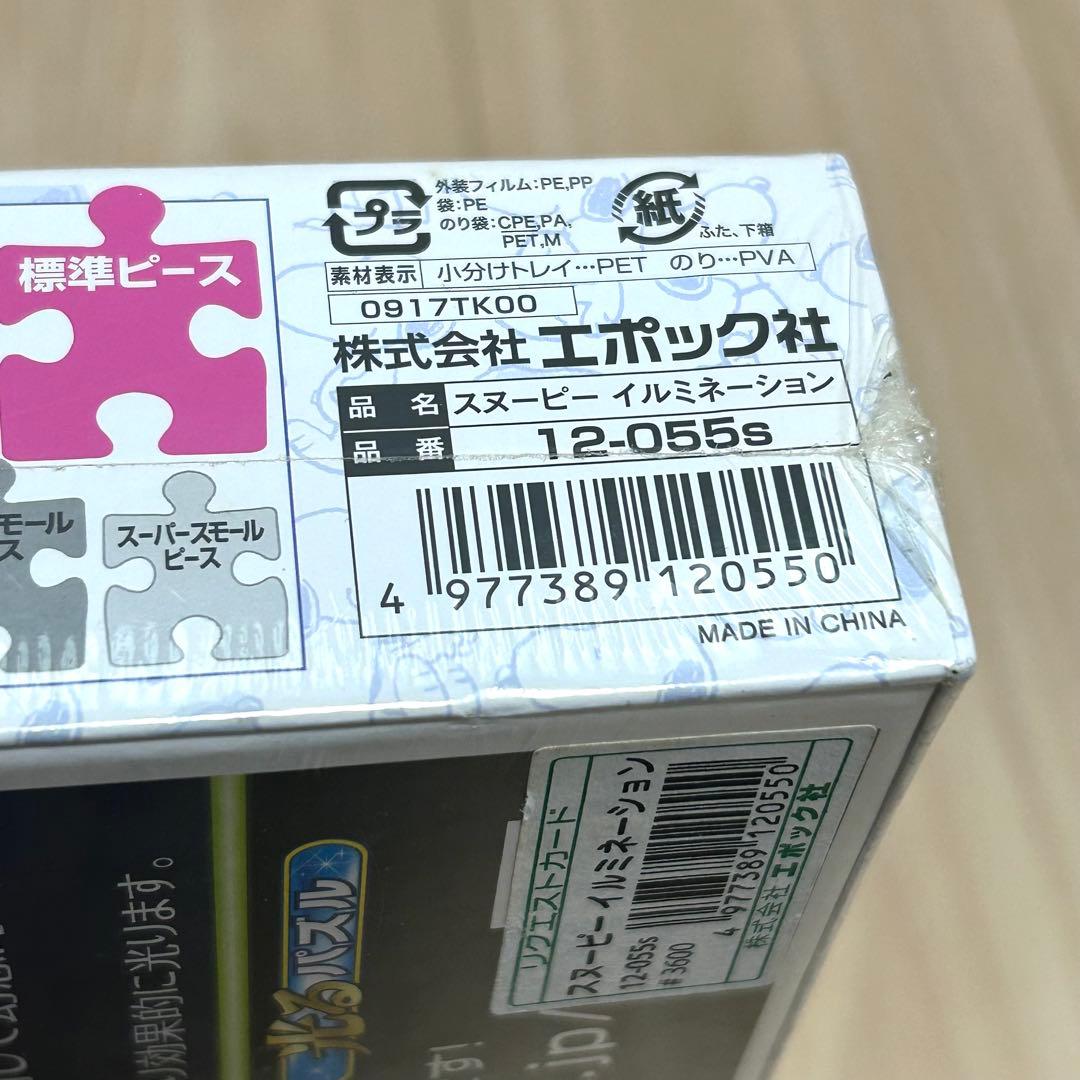 標準ピース
モール
ス
スーパースモール
ピース
プラ
外装フィルム:PE,PP
袋:PE
のり袋:CPE,PA,
PET,M
紙
ふた、下箱
素材表示 小分けトレイ…PET のり…PVA
0917TK00
株式会社 エポック社
品名 スヌーピー イルミネーション
品番 12-055s
4 977389 120550
MADE IN CHINA
効果的に光ります。
光るパズル
す!
.jp/
リクエストカード
スヌーピー イルミネーション
12-055s
#3600
4 977389 120550
株式会社 エポック社